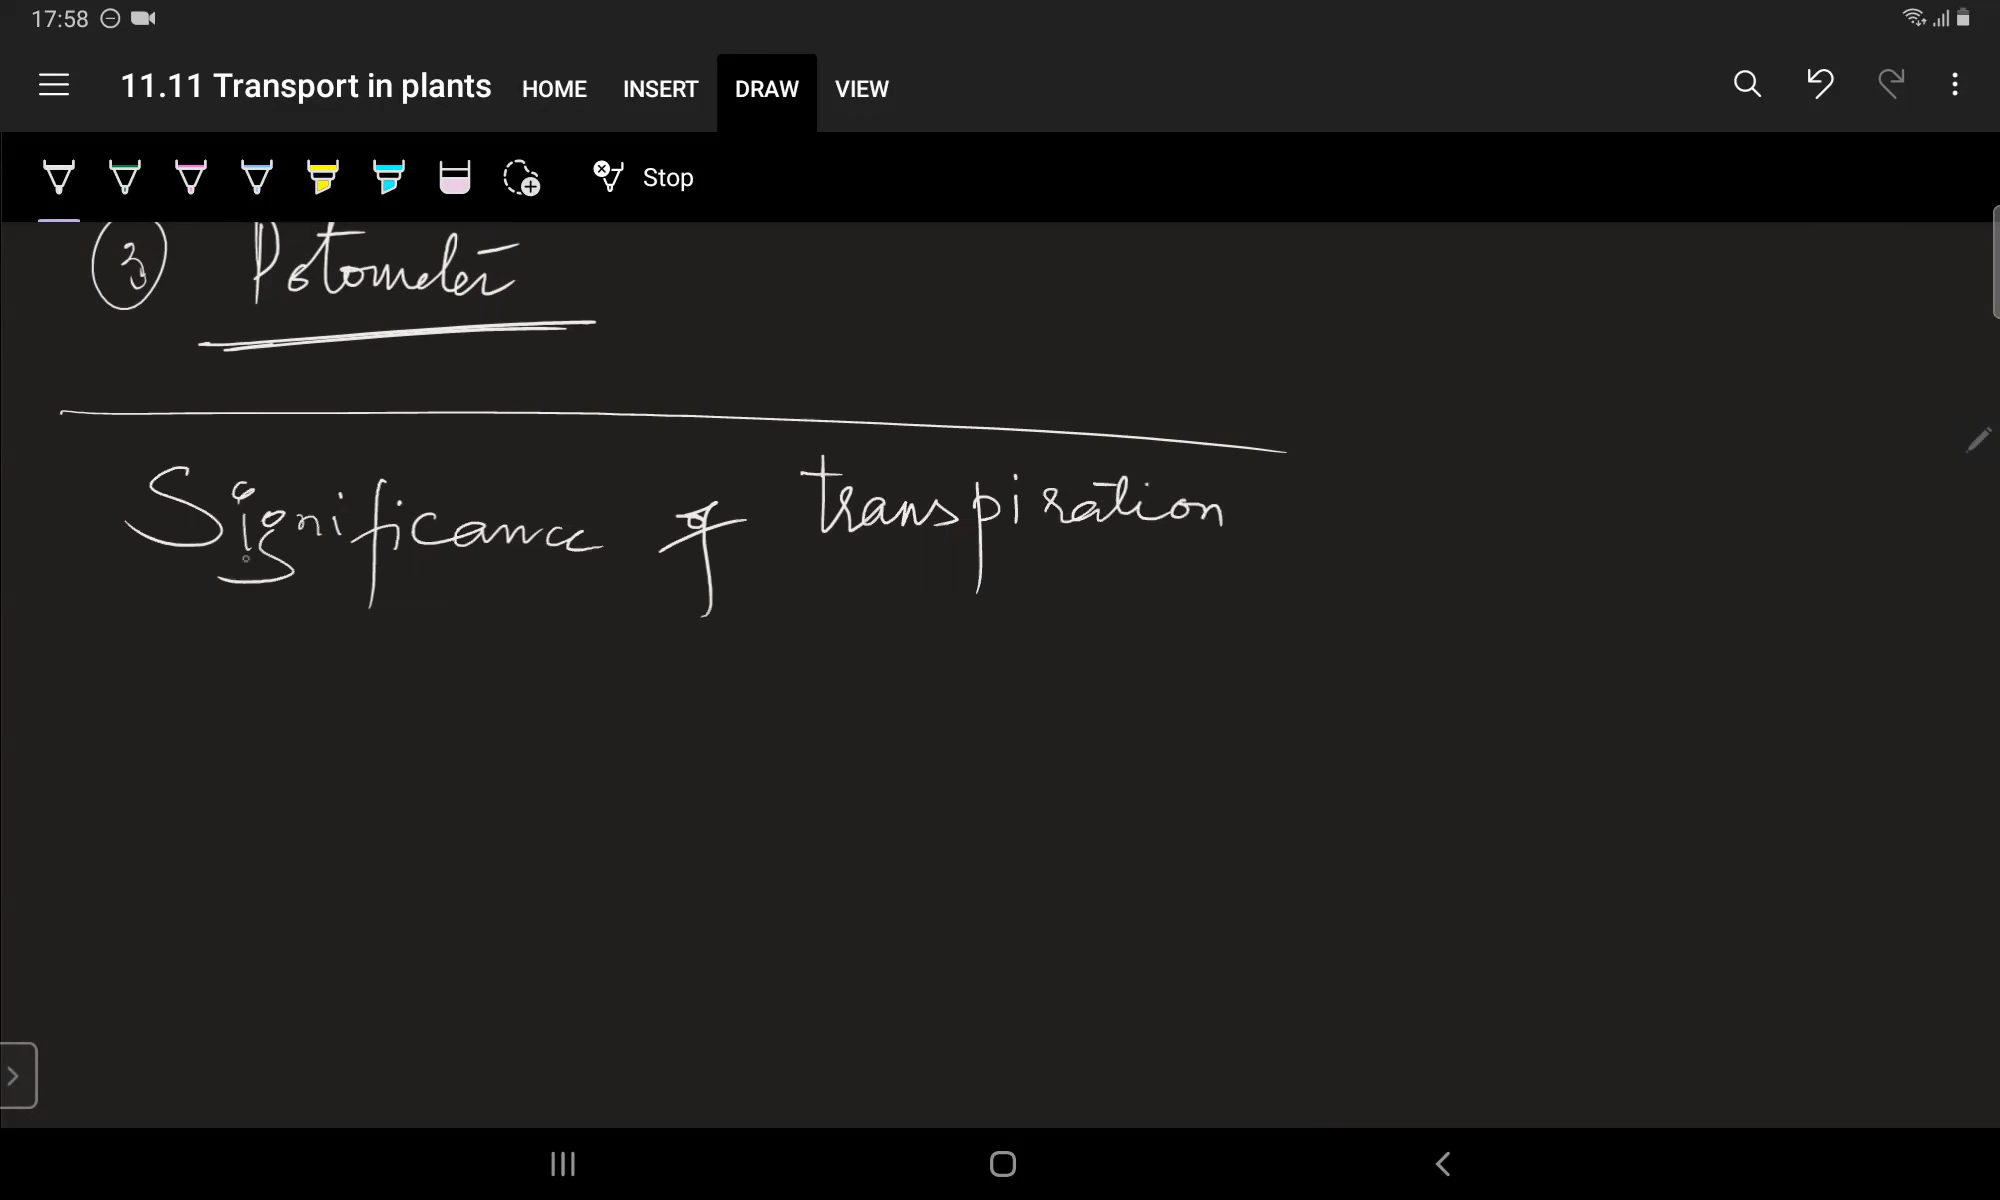 17:58
11.11 Transport in plants HOME INSERT DRAW VIEW
Stop
3 Potometer
Significance of transpiration